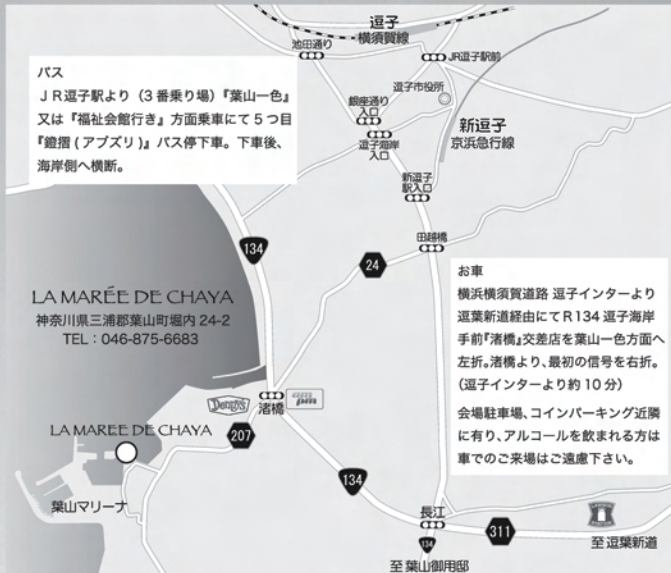 逗子
横須賀線
池田通り
JR逗子駅前
バス
JR逗子駅より(3番乗り場)『葉山一色』
又は『福祉会館行き』方面乗車にて5つ目
『鐙摺(アブズリ)』バス停下車。下車後、
海岸側へ横断。
逗子市役所
銀座通り
入口
逗子海岸
入口
新逗子
京浜急行線
新逗子
駅入口
田越橋
134
24
LA MARÉE DE CHAYA
神奈川県三浦郡葉山町堀内24-2
TEL:046-875-6683
お車
横浜横須賀道路 逗子インターより
逗葉新道経由にてR134 逗子海岸
手前『渚橋』交差店を葉山一色方面へ
左折。渚橋より、最初の信号を右折。
(逗子インターより約10分)
会場駐車場、コインパーキング近隣
に有り、アルコールを飲まれる方は
車でのご来場はご遠慮下さい。
Denny's
am
pm
渚橋
LA MAREE DE CHAYA
207
134
葉山マリーナ
長江
311
134
至 逗葉新道
至 葉山御用邸